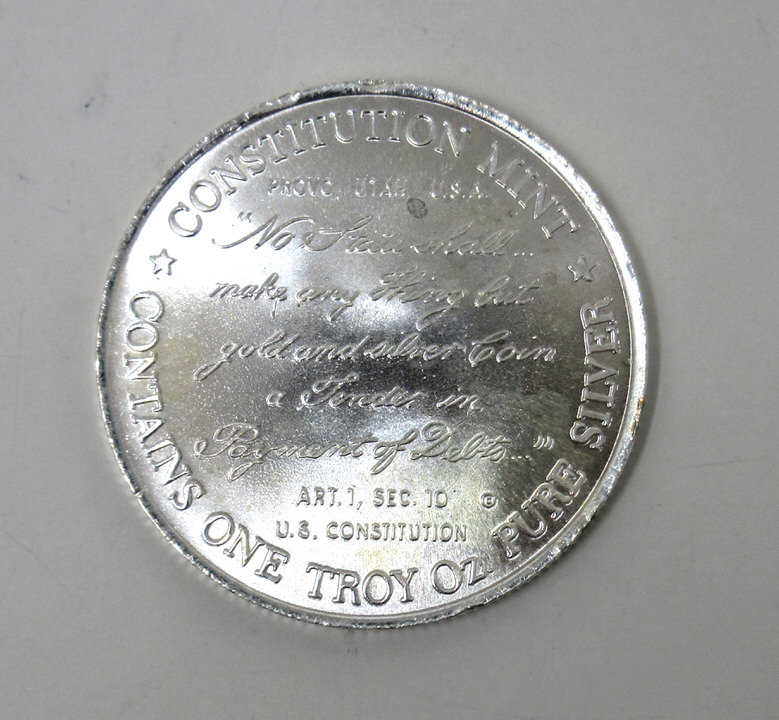 CONSTITUTION MINT
PROVO, UTAH U.S.A.
"No State shall...
make any Thing but
gold and silver Coin
a Tender in
Payment of Debts..."
ART. 1, SEC. 10 ©
U.S. CONSTITUTION
CONTAINS ONE TROY OZ. PURE SILVER